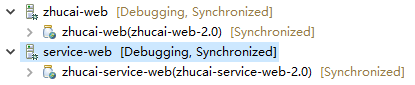 zhucai-web [Debugging, Synchronized]
zhucai-web(zhucai-web-2.0) [Synchronized]
service-web [Debugging, Synchronized]
zhucai-service-web(zhucai-service-web-2.0) [Synchronized]